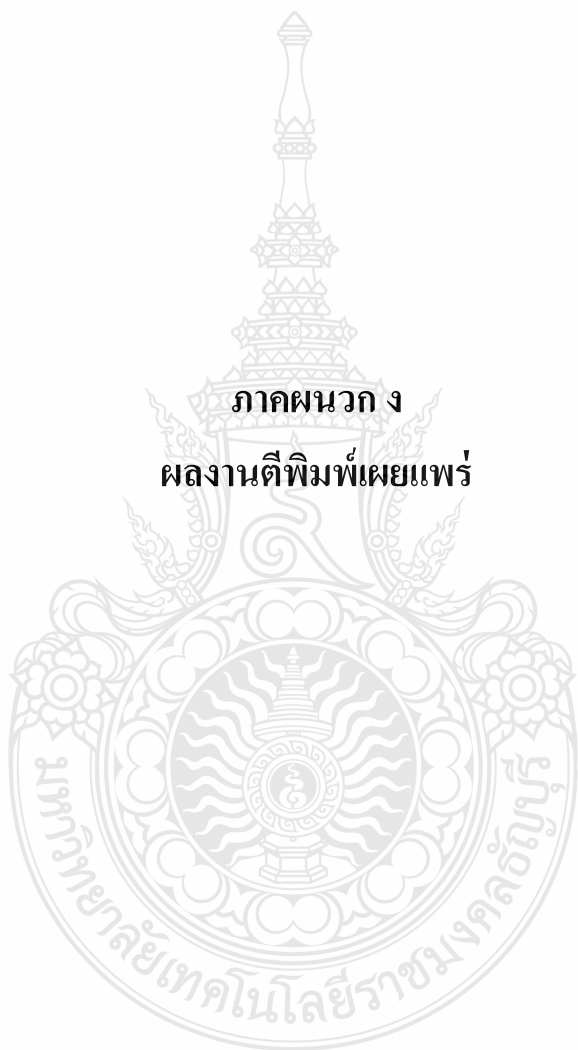 ภาคผนวก ง
ผลงานตีพิมพ์เผยแพร่
มหาวิทยาลัยเทคโนโลยีราชมงคลธัญบุรี